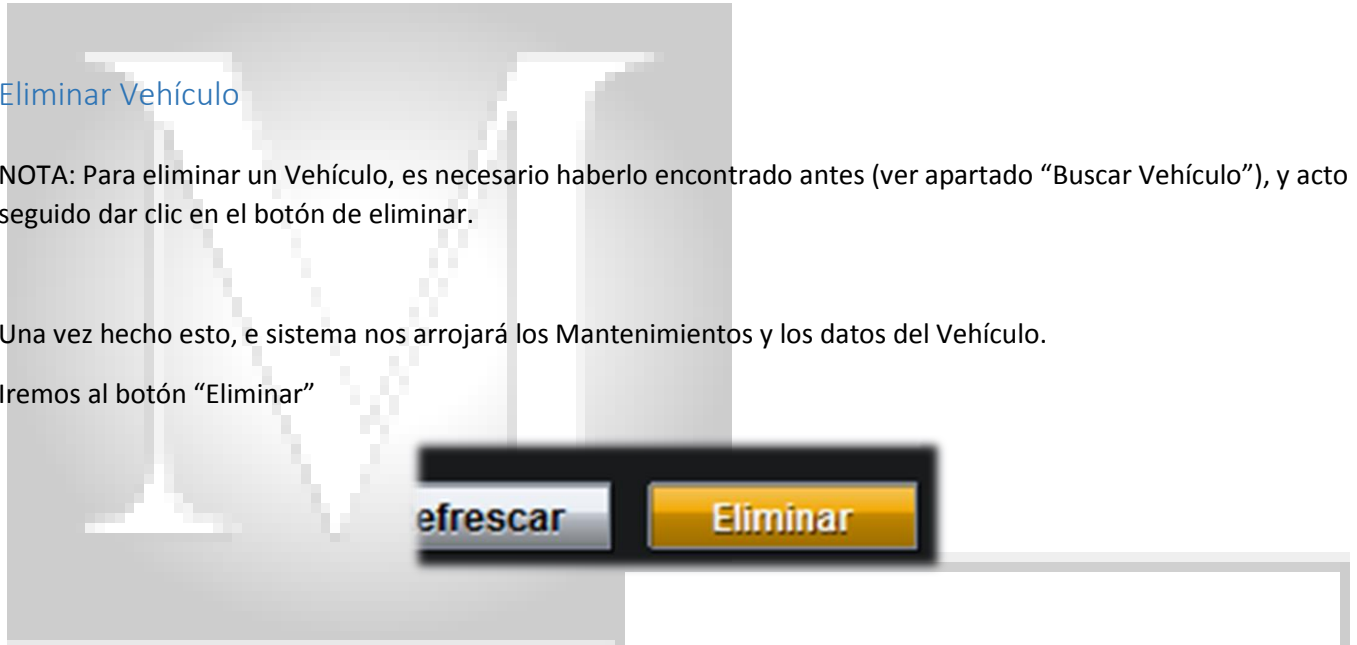 Eliminar Vehículo
NOTA: Para eliminar un Vehículo, es necesario haberlo encontrado antes (ver apartado “Buscar Vehículo”), y acto
seguido dar clic en el botón de eliminar.
Una vez hecho esto, e sistema nos arrojará los Mantenimientos y los datos del Vehículo.
Iremos al botón “Eliminar”
efrescar Eliminar